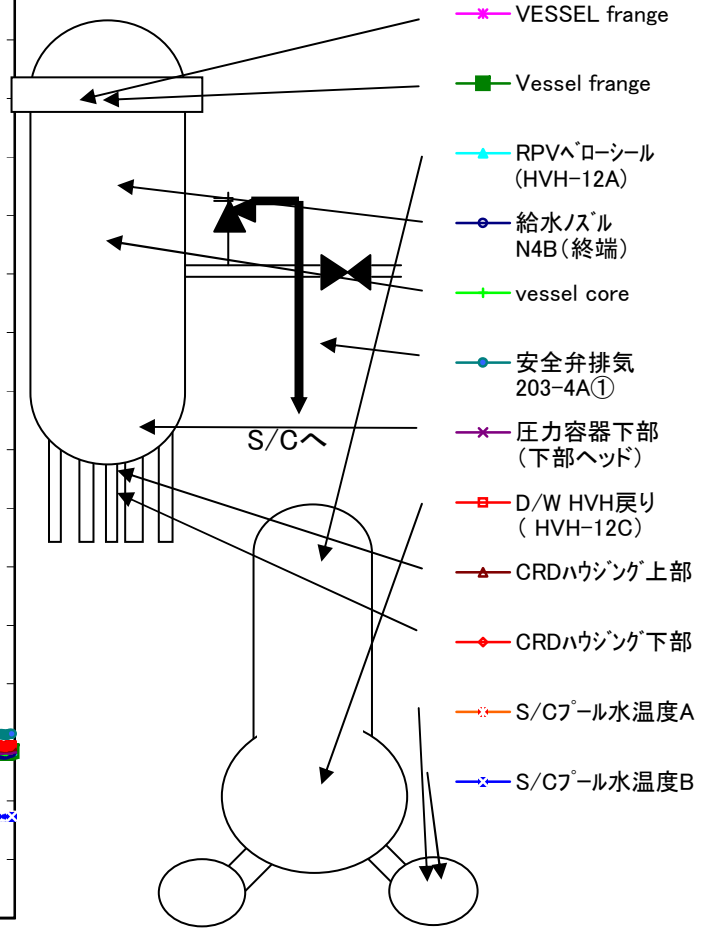 VESSEL frange
Vessel frange
RPVベローシール
(HVH-12A)
給水ノズル
N4B(終端)
vessel core
安全弁排気
203-4A①
S/Cへ
圧力容器下部
(下部ヘッド)
D/W HVH戻り
( HVH-12C)
CRDハウジング上部
CRDハウジング下部
S/Cプール水温度A
S/Cプール水温度B